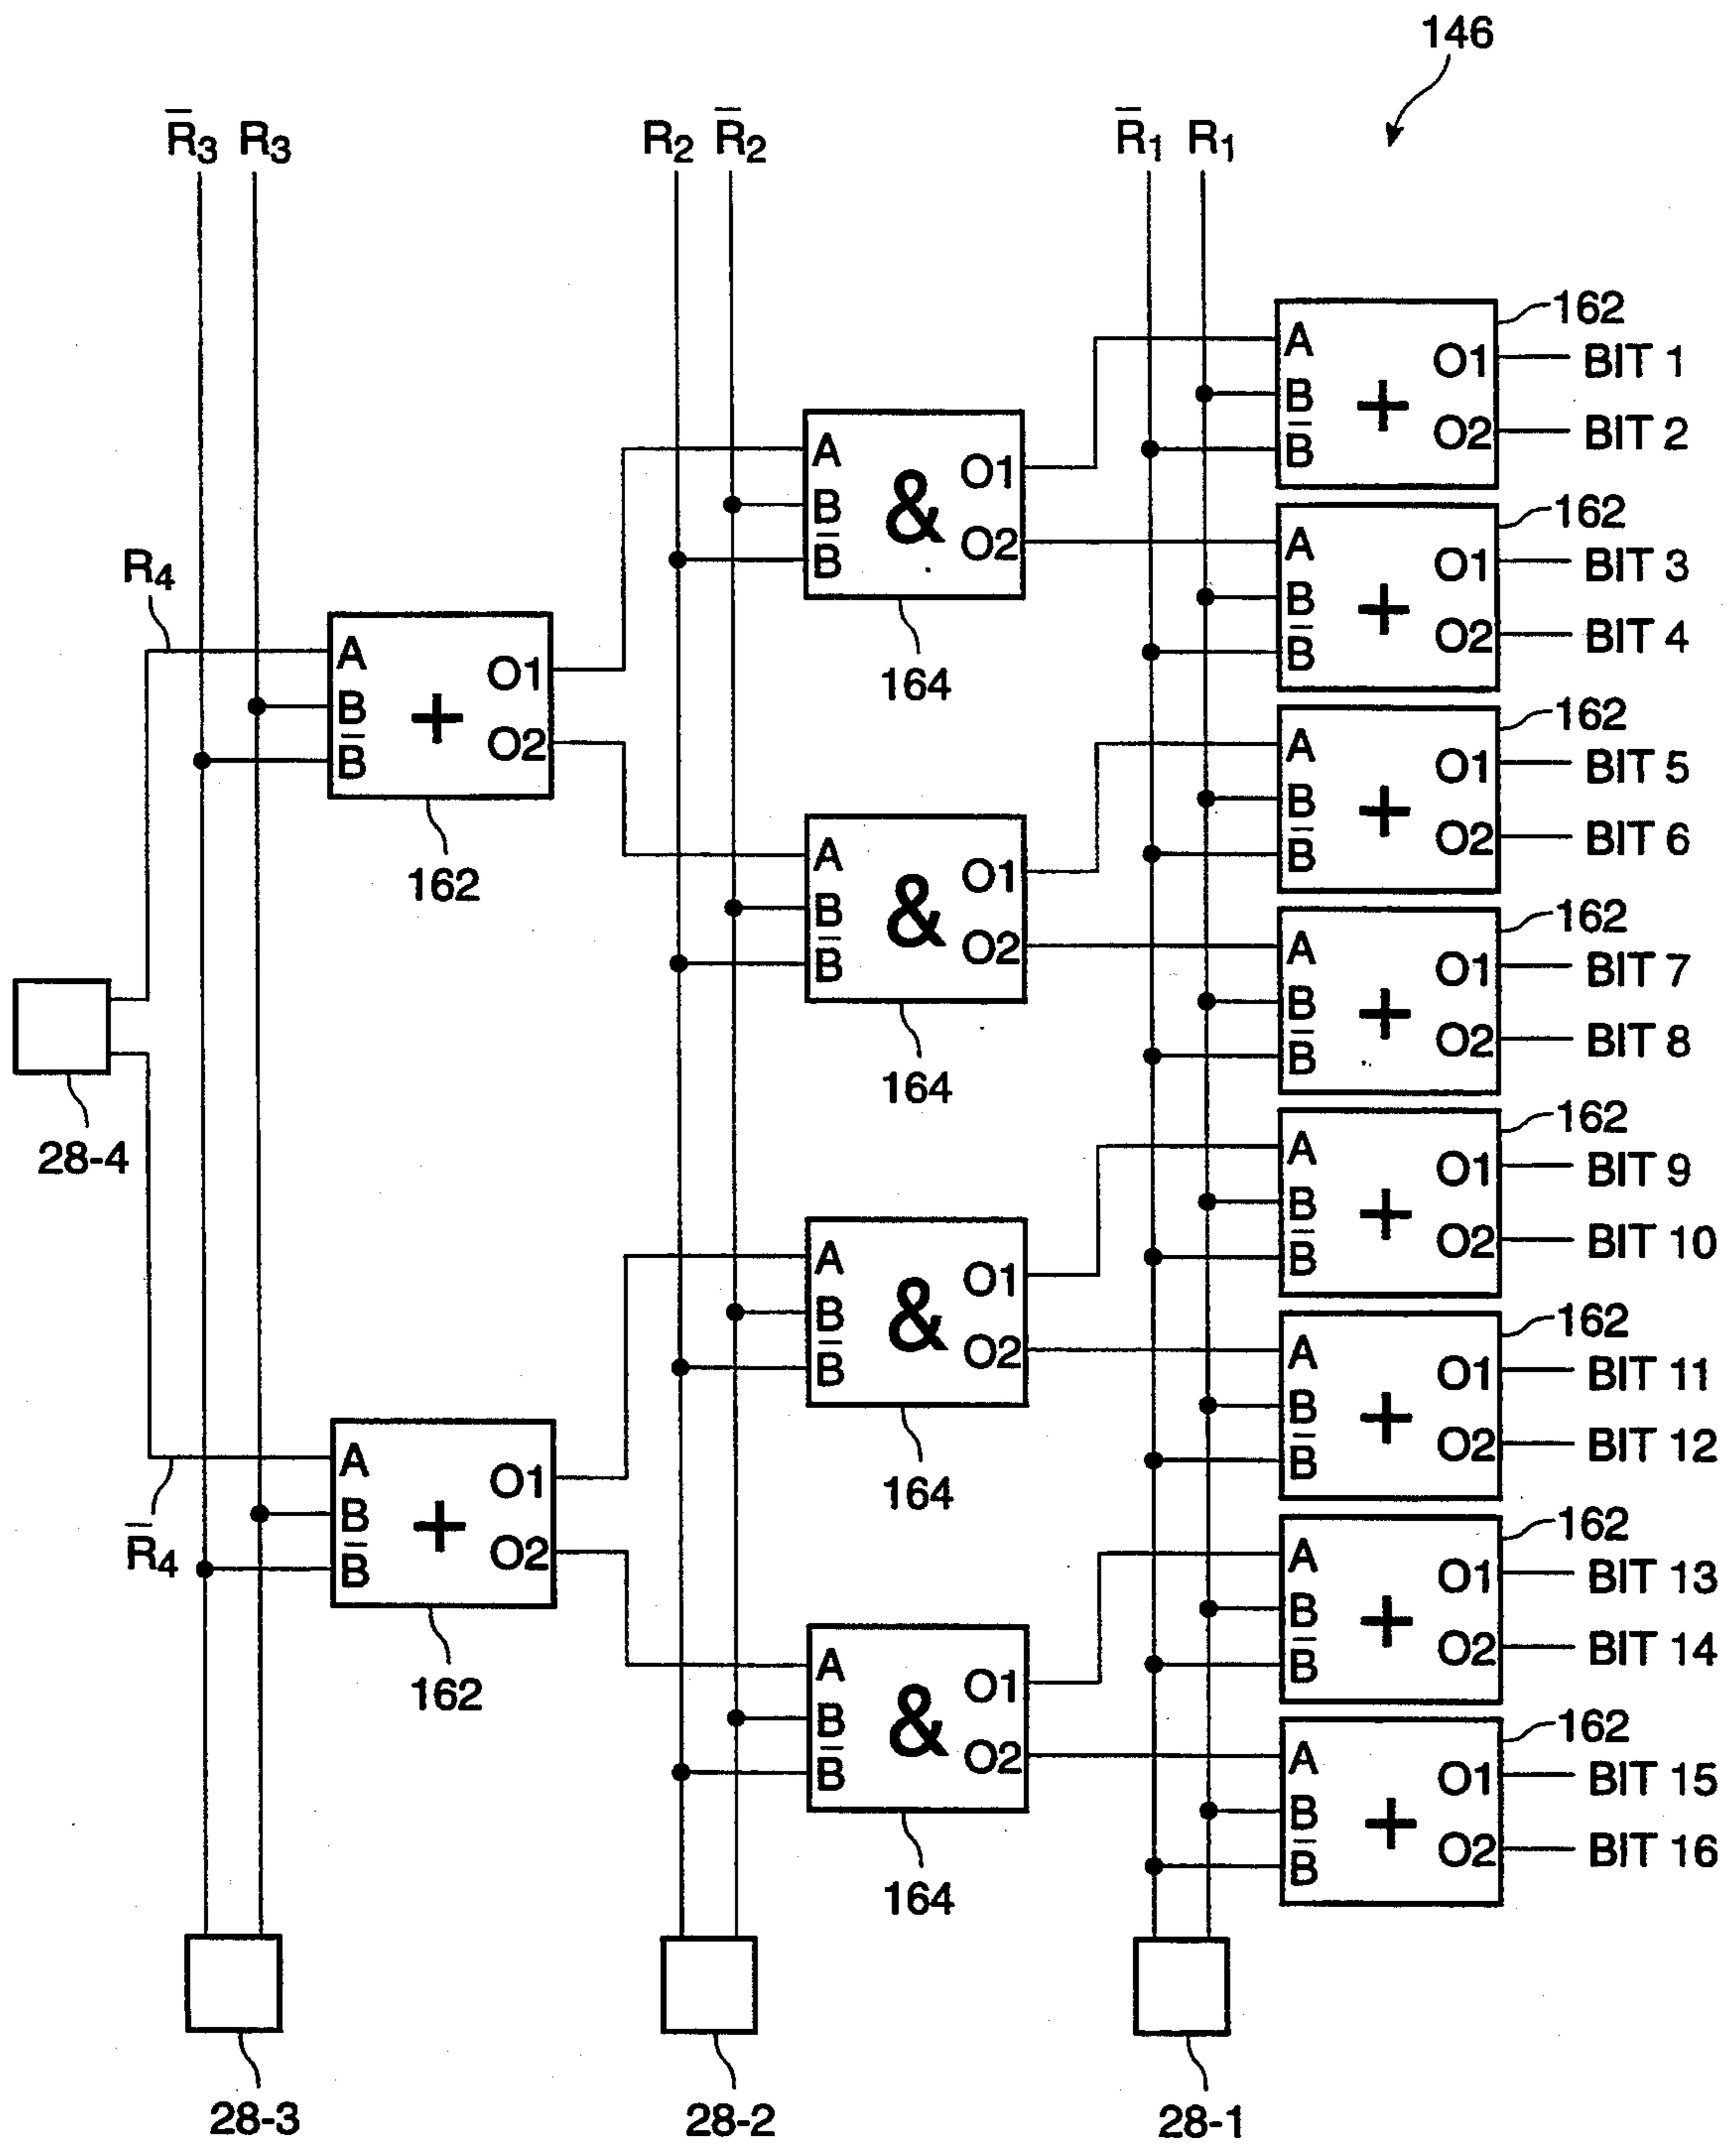 146
R̅3 R3 R2 R̅2 R̅1 R1
162
A O1 BIT 1
B + O2 BIT 2
B̅
162
A O1 BIT 3
B + O2 BIT 4
B̅
162
A O1 BIT 5
B + O2 BIT 6
B̅
162
A O1 BIT 7
B + O2 BIT 8
B̅
162
A O1 BIT 9
B + O2 BIT 10
B̅
162
A O1 BIT 11
B + O2 BIT 12
B̅
162
A O1 BIT 13
B + O2 BIT 14
B̅
162
A O1 BIT 15
B + O2 BIT 16
B̅
A O1
B & O2
B̅
164
A O1
B & O2
B̅
164
A O1
B & O2
B̅
164
A O1
B & O2
B̅
164
R4
A O1
B + O2
B̅
162
28-4
R̅4
A O1
B + O2
B̅
162
28-3 28-2 28-1